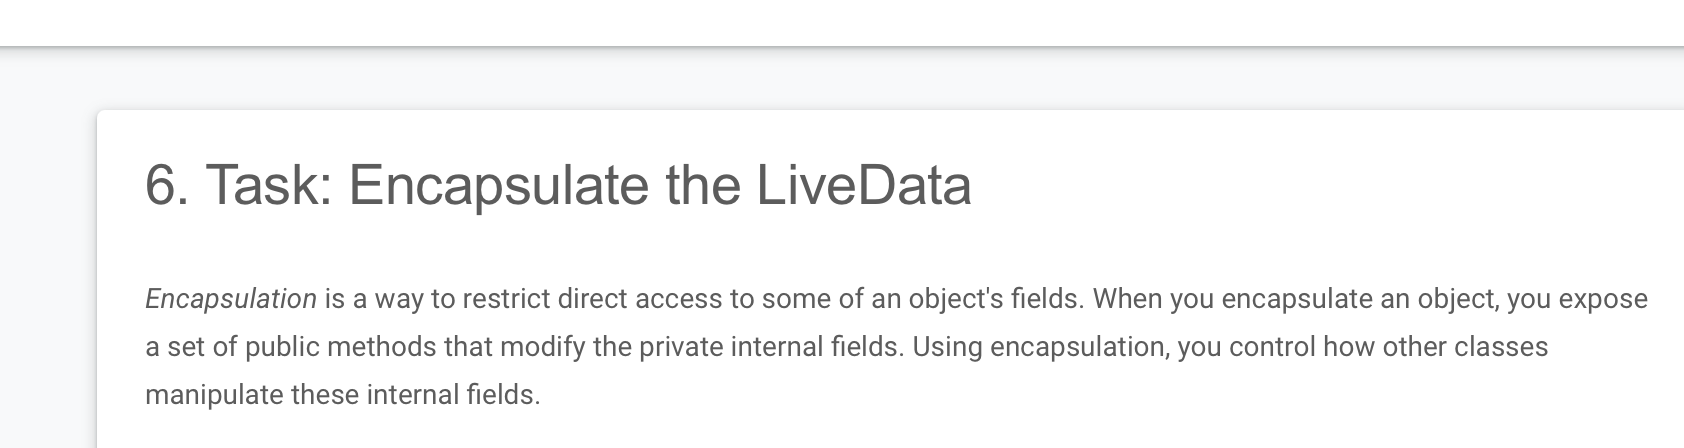 6. Task: Encapsulate the LiveData
Encapsulation is a way to restrict direct access to some of an object's fields. When you encapsulate an object, you expose
a set of public methods that modify the private internal fields. Using encapsulation, you control how other classes
manipulate these internal fields.